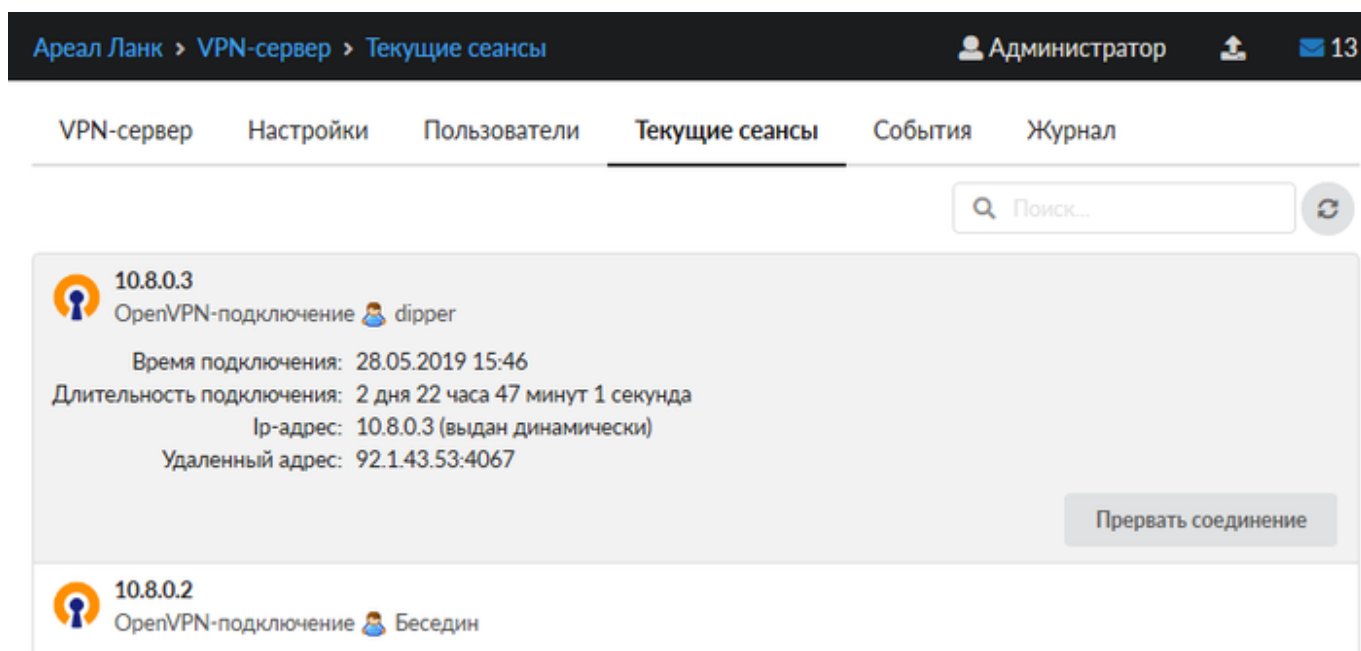 Ареал Ланк > VPN-сервер > Текущие сеансы Администратор 13
VPN-сервер Настройки Пользователи Текущие сеансы События Журнал
Поиск...
10.8.0.3
OpenVPN-подключение dipper
Время подключения: 28.05.2019 15:46
Длительность подключения: 2 дня 22 часа 47 минут 1 секунда
Ip-адрес: 10.8.0.3 (выдан динамически)
Удаленный адрес: 92.1.43.53:4067
Прервать соединение
10.8.0.2
OpenVPN-подключение Беседин